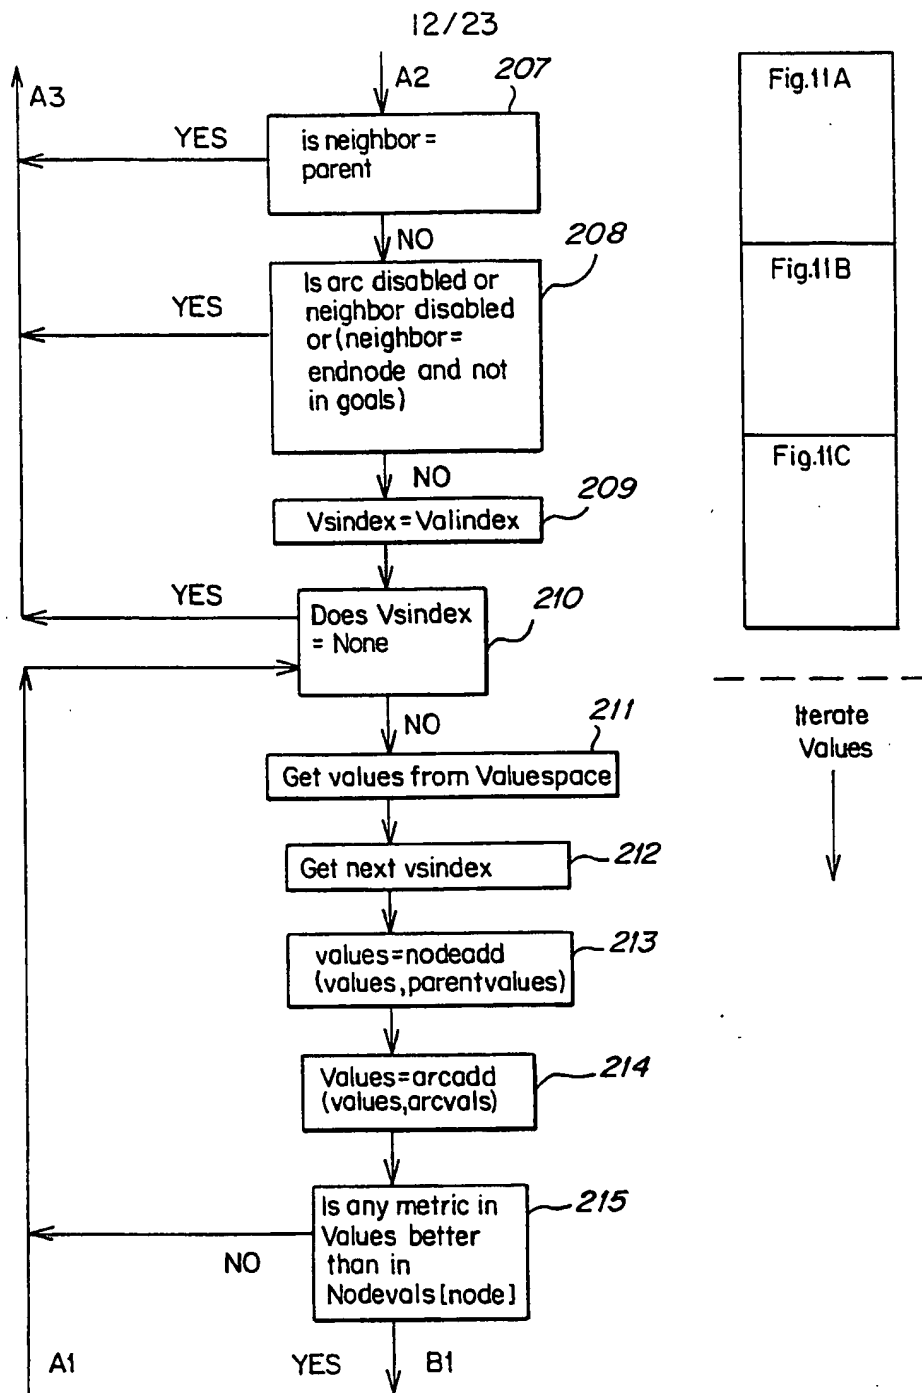 12/23
A3
A2
207
YES
is neighbor=
parent
NO
208
YES
Is arc disabled or
neighbor disabled
or(neighbor=
endnode and not
in goals)
NO
209
Vsindex=Valindex
YES
Does Vsindex
= None
210
NO
211
Get values from Valuespace
Get next vsindex
212
values=nodeadd
(values,parentvalues)
213
Values=arcadd
(values,arcvals)
214
Is any metric in
Values better
than in
Nodevals[node]
215
NO
A1
YES
B1
Fig.11A
Fig.11B
Fig.11C
Iterate
Values